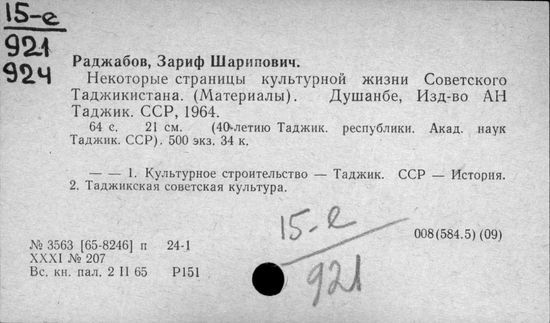 15-е
921
924
Раджабов, Зариф Шарипович.
Некоторые страницы культурной жизни Советского
Таджикистана. (Материалы). Душанбе, Изд-во АН
Таджик. ССР, 1964.
64 с. 21 см. (40-летию Таджик. республики. Акад. наук
Таджик. ССР). 500 экз. 34 к.
— — 1. Культурное строительство — Таджик. ССР — История.
2. Таджикская советская культура.
15-е
921
008(584.5)(09)
№ 3563 [65-8246] п 24-1
XXXI № 207
Вс. кн. пал. 2 II 65 Р151